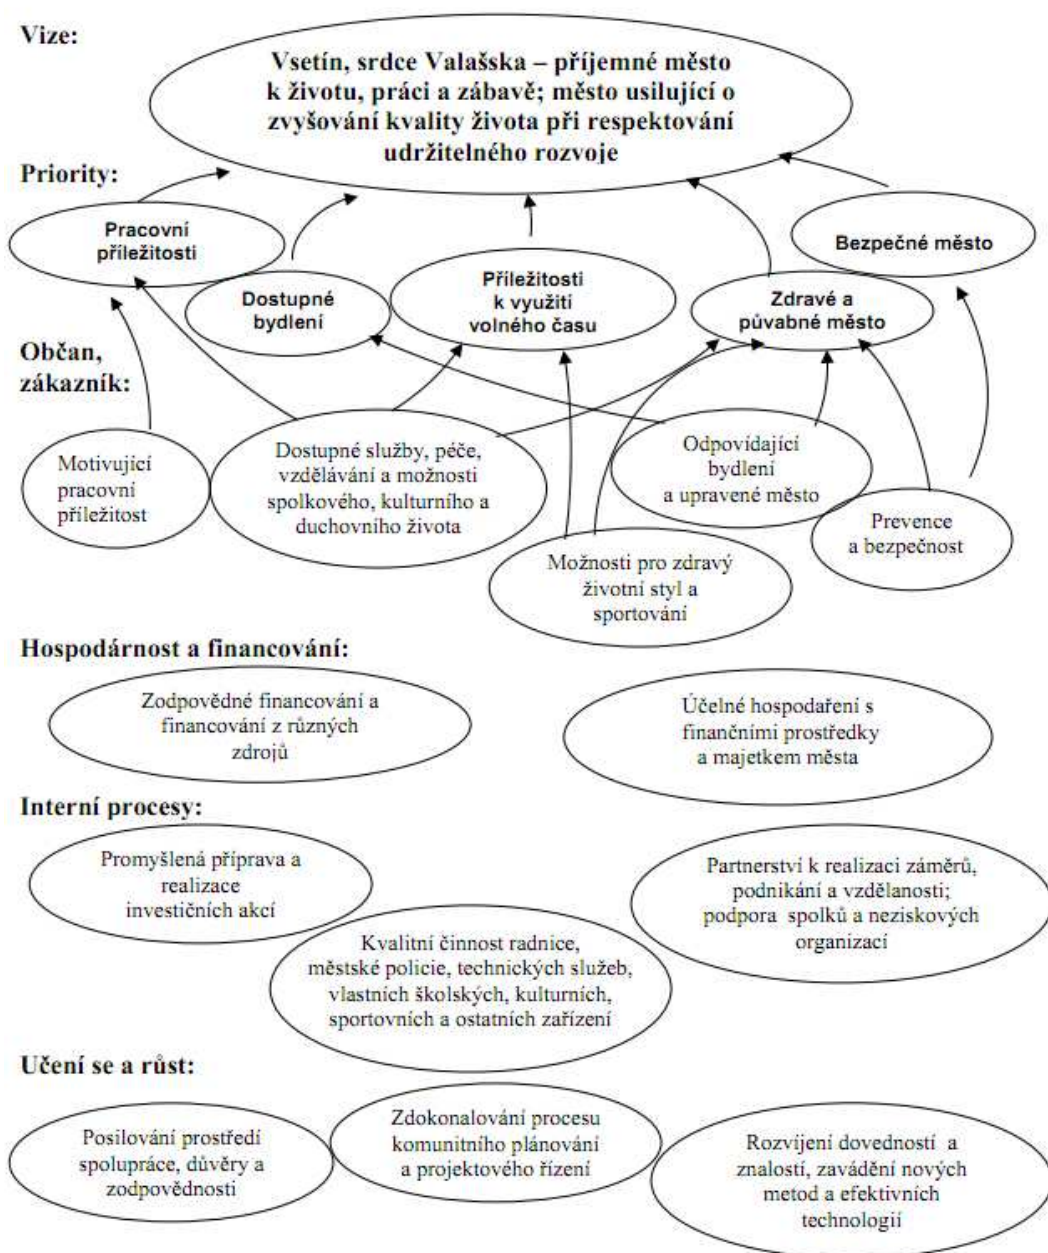 Vize:
Vsetín, srdce Valašska – příjemné město
k životu, práci a zábavě; město usilující o
zvyšování kvality života při respektování
udržitelného rozvoje
Priority:
Pracovní
příležitosti
Bezpečné město
Dostupné
bydlení
Příležitosti
k využití
volného času
Zdravé a
půvabné město
Občan,
zákazník:
Motivující
pracovní
příležitost
Dostupné služby, péče,
vzdělávání a možnosti
spolkového, kulturního a
duchovního života
Odpovídající
bydlení
a upravené město
Prevence
a bezpečnost
Možnosti pro zdravý
životní styl a
sportování
Hospodárnost a financování:
Zodpovědné financování a
financování z různých
zdrojů
Účelné hospodaření s
finančními prostředky
a majetkem města
Interní procesy:
Promyšlená příprava a
realizace
investičních akcí
Partnerství k realizaci záměrů,
podnikání a vzdělanosti;
podpora spolků a neziskových
organizací
Kvalitní činnost radnice,
městské policie, technických služeb,
vlastních školských, kulturních,
sportovních a ostatních zařízení
Učení se a růst:
Posilování prostředí
spolupráce, důvěry a
zodpovědnosti
Zdokonalování procesu
komunitního plánování
a projektového řízení
Rozvíjení dovedností a
znalostí, zavádění nových
metod a efektivních
technologií